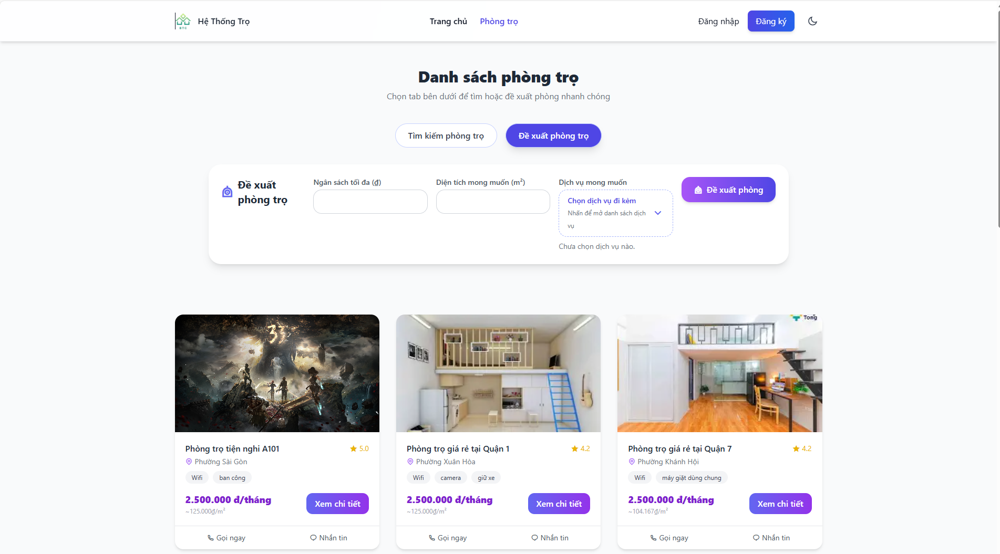 BTC
Hệ Thống Trọ
Trang chủ
Phòng trọ
Đăng nhập
Đăng ký
Danh sách phòng trọ
Chọn tab bên dưới để tìm hoặc đề xuất phòng nhanh chóng
Tìm kiếm phòng trọ
Đề xuất phòng trọ
Đề xuất
phòng trọ
Ngân sách tối đa (₫)
Diện tích mong muốn (m²)
Dịch vụ mong muốn
Chọn dịch vụ đi kèm
Nhấn để mở danh sách dịch
vụ
Chưa chọn dịch vụ nào.
Đề xuất phòng
33
Phòng trọ tiện nghi A101
5.0
Phường Sài Gòn
Wifi
ban công
2.500.000 đ/tháng
~125.000₫/m²
Xem chi tiết
Gọi ngay
Nhắn tin
Phòng trọ giá rẻ tại Quận 1
4.2
Phường Xuân Hòa
Wifi
camera
giữ xe
2.500.000 đ/tháng
~125.000₫/m²
Xem chi tiết
Gọi ngay
Nhắn tin
Tong
Phòng trọ giá rẻ tại Quận 7
4.2
Phường Khánh Hội
Wifi
máy giặt dùng chung
2.500.000 đ/tháng
~104.167₫/m²
Xem chi tiết
Gọi ngay
Nhắn tin